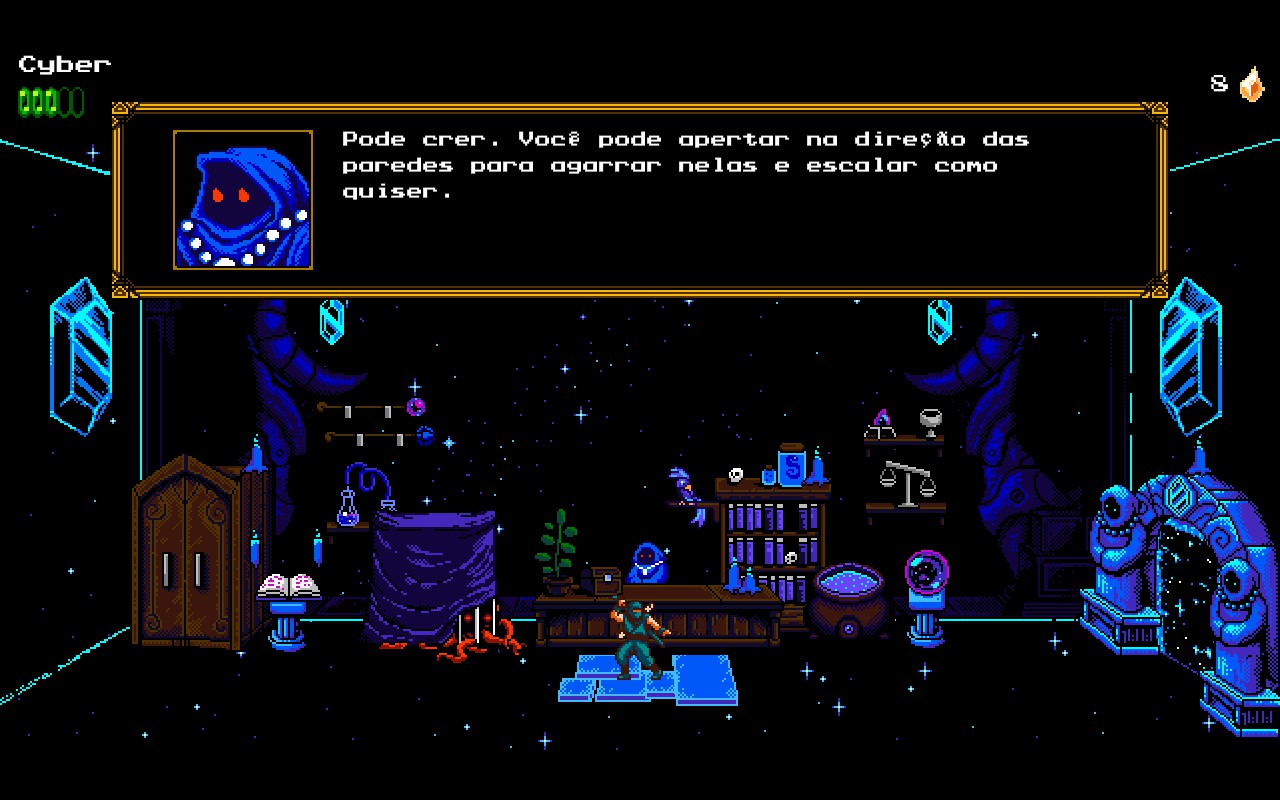 Cyber
8
Pode crer. Você pode apertar na direção das
paredes para agarrar nelas e escalar como
quiser.